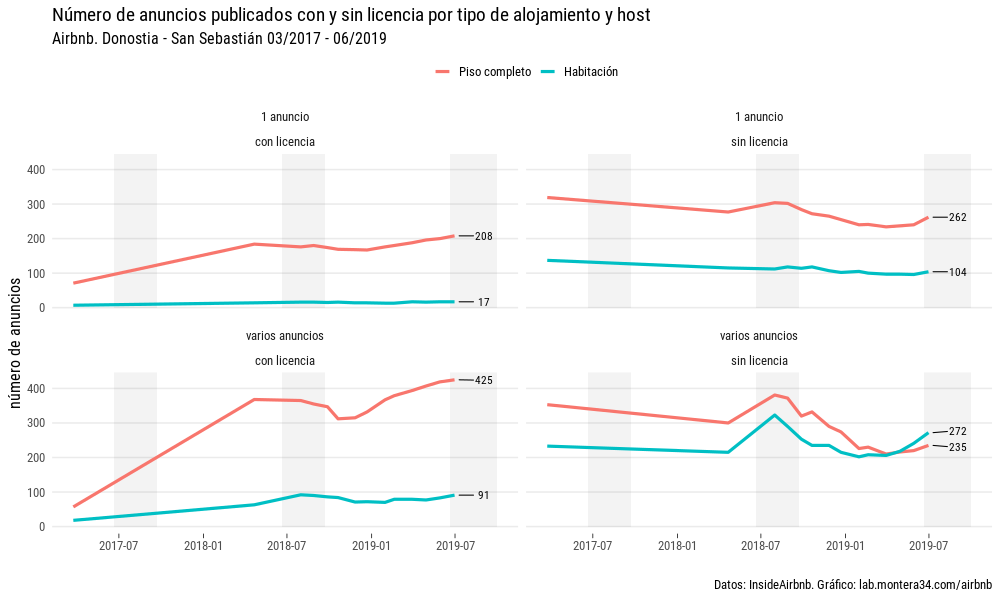 Número de anuncios publicados con y sin licencia por tipo de alojamiento y host
Airbnb. Donostia - San Sebastián 03/2017 - 06/2019
Piso completo Habitación
1 anuncio
con licencia
1 anuncio
sin licencia
400
300
200
100
0
208
17
262
104
varios anuncios
con licencia
varios anuncios
sin licencia
400
300
200
100
0
425
91
272
235
número de anuncios
2017-07 2018-01 2018-07 2019-01 2019-07
2017-07 2018-01 2018-07 2019-01 2019-07
Datos: InsideAirbnb. Gráfico: lab.montera34.com/airbnb